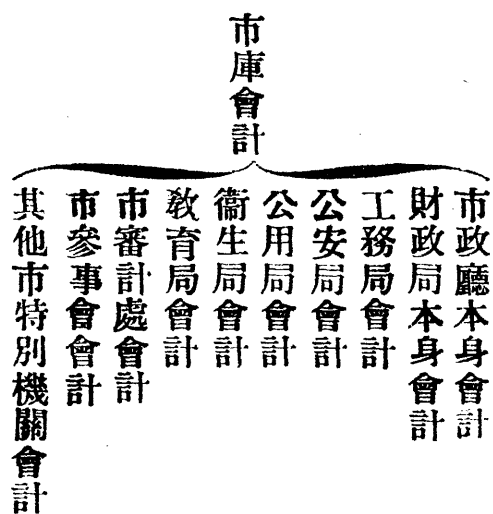 市庫會計
市政廳本身會計
財政局本身會計
工務局會計
公安局會計
公用局會計
衞生局會計
敎育局會計
市審計處會計
市參事會會計
其他市特別機關會計